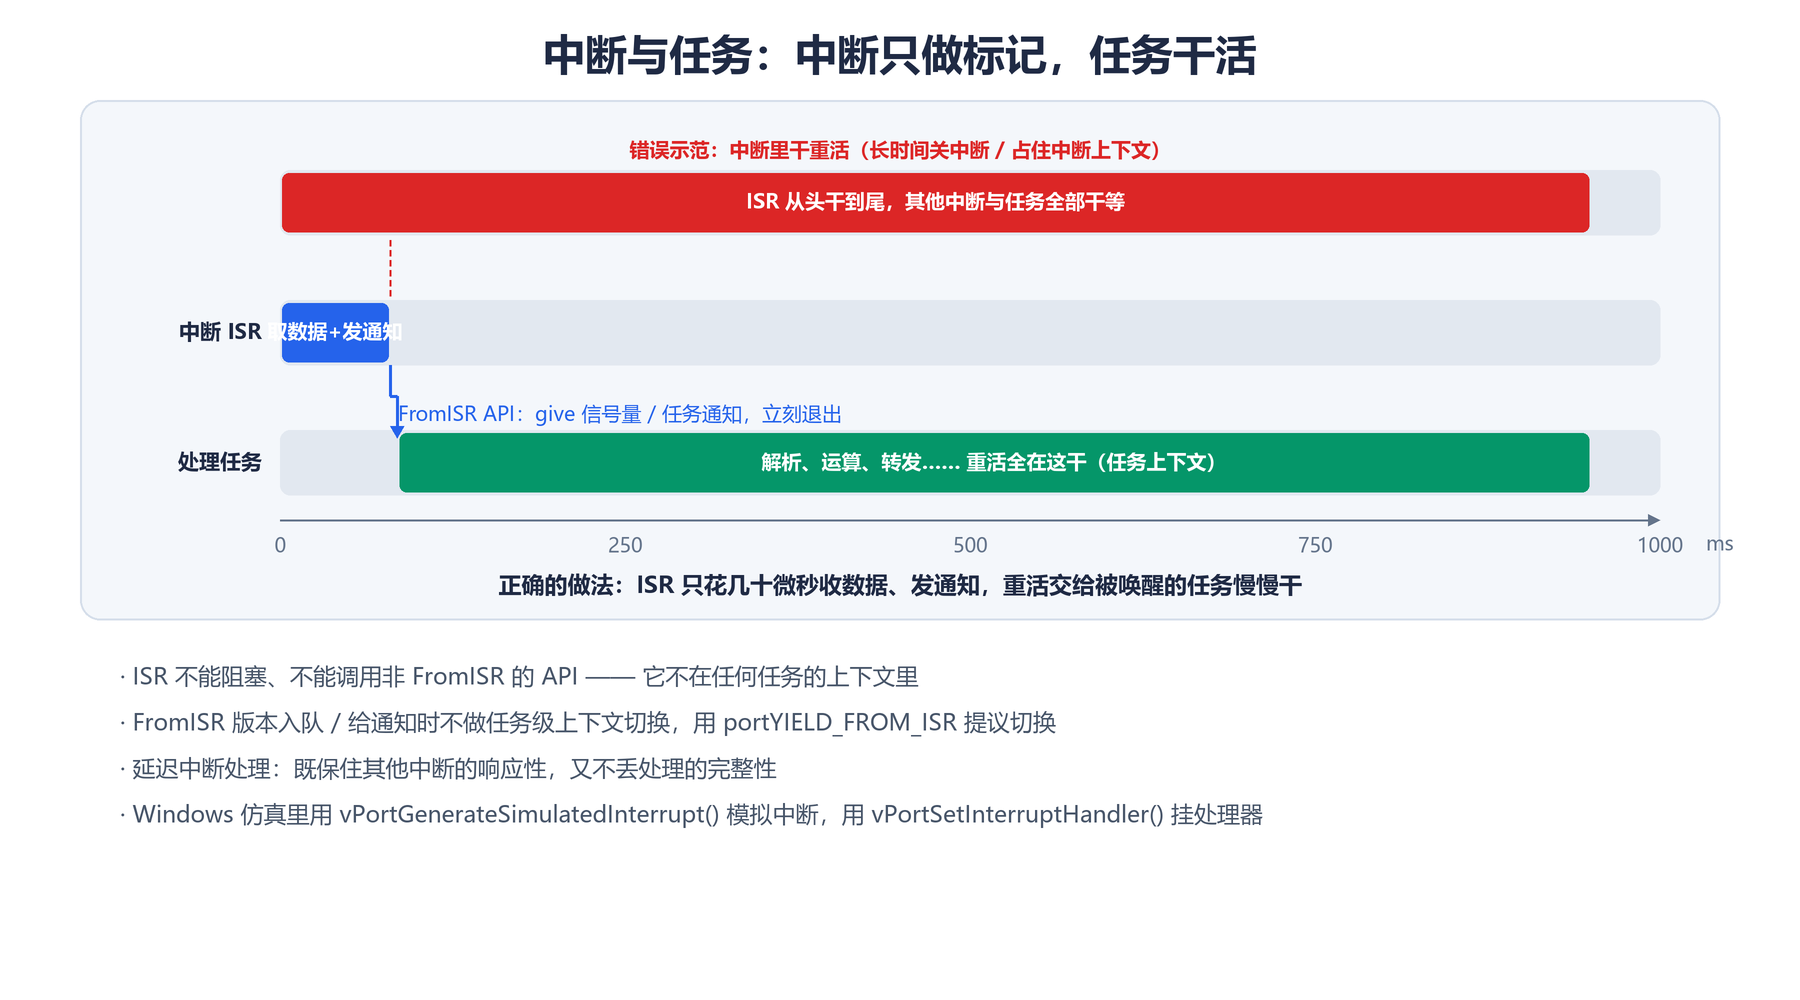 中断与任务：中断只做标记，任务干活
错误示范：中断里干重活（长时间关中断 / 占住中断上下文）
ISR 从头干到尾，其他中断与任务全部干等
中断 ISR
取数据+发通知
FromISR API：give 信号量 / 任务通知，立刻退出
处理任务
解析、运算、转发…… 重活全在这干（任务上下文）
0 250 500 750 1000 ms
正确的做法：ISR 只花几十微秒收数据、发通知，重活交给被唤醒的任务慢慢干
· ISR 不能阻塞、不能调用非 FromISR 的 API —— 它不在任何任务的上下文里
· FromISR 版本入队 / 给通知时不做任务级上下文切换，用 portYIELD_FROM_ISR 提议切换
· 延迟中断处理：既保住其他中断的响应性，又不丢处理的完整性
· Windows 仿真里用 vPortGenerateSimulatedInterrupt() 模拟中断，用 vPortSetInterruptHandler() 挂处理器